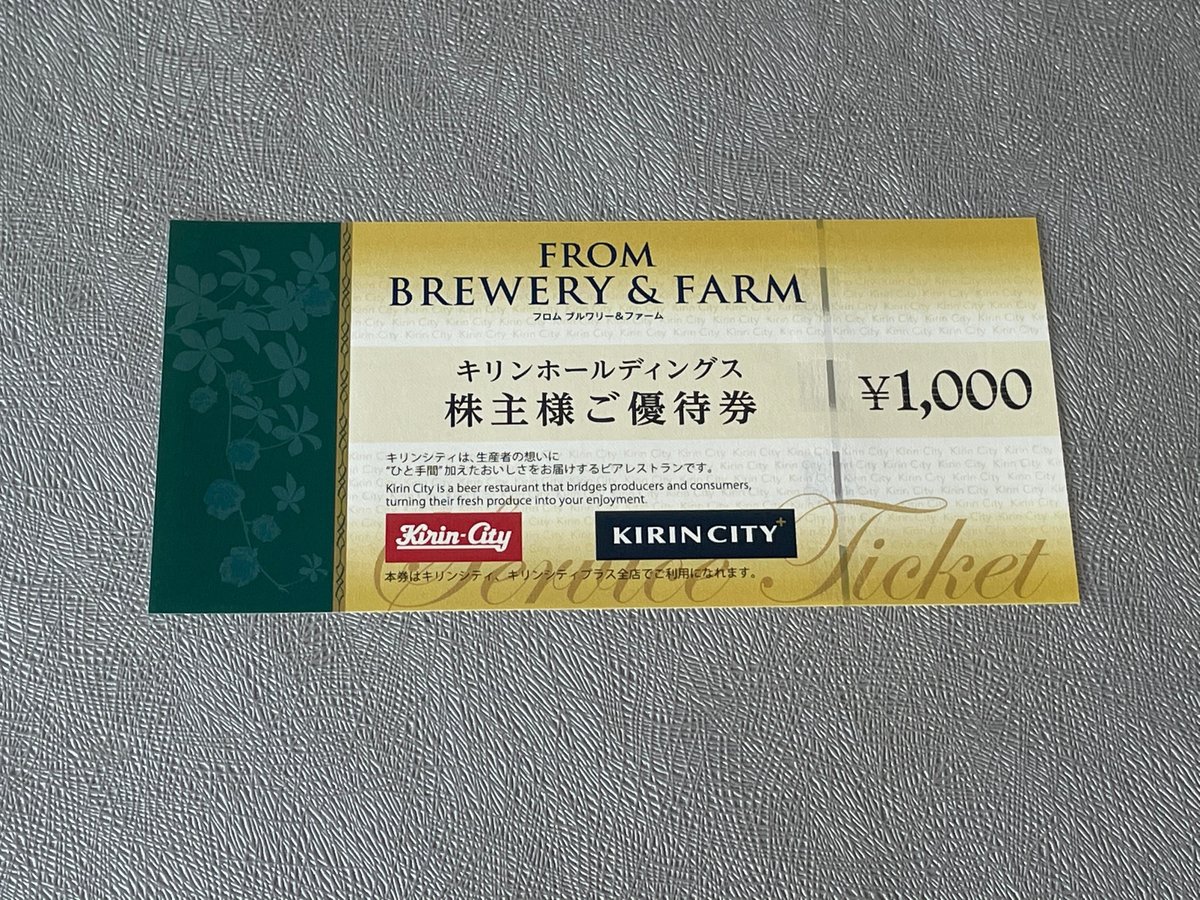 FROM
BREWERY & FARM
フロム ブルワリー&ファーム
キリンホールディングス
株主様ご優待券
¥1,000
キリンシティは、生産者の想いに
"ひと手間"加えたおいしさをお届けするビアレストランです。
Kirin City is a beer restaurant that bridges producers and consumers,
turning their fresh produce into your enjoyment.
Kirin-City
KIRIN CITY+
Service Ticket
本券はキリンシティ、キリンシティプラス全店でご利用になれます。